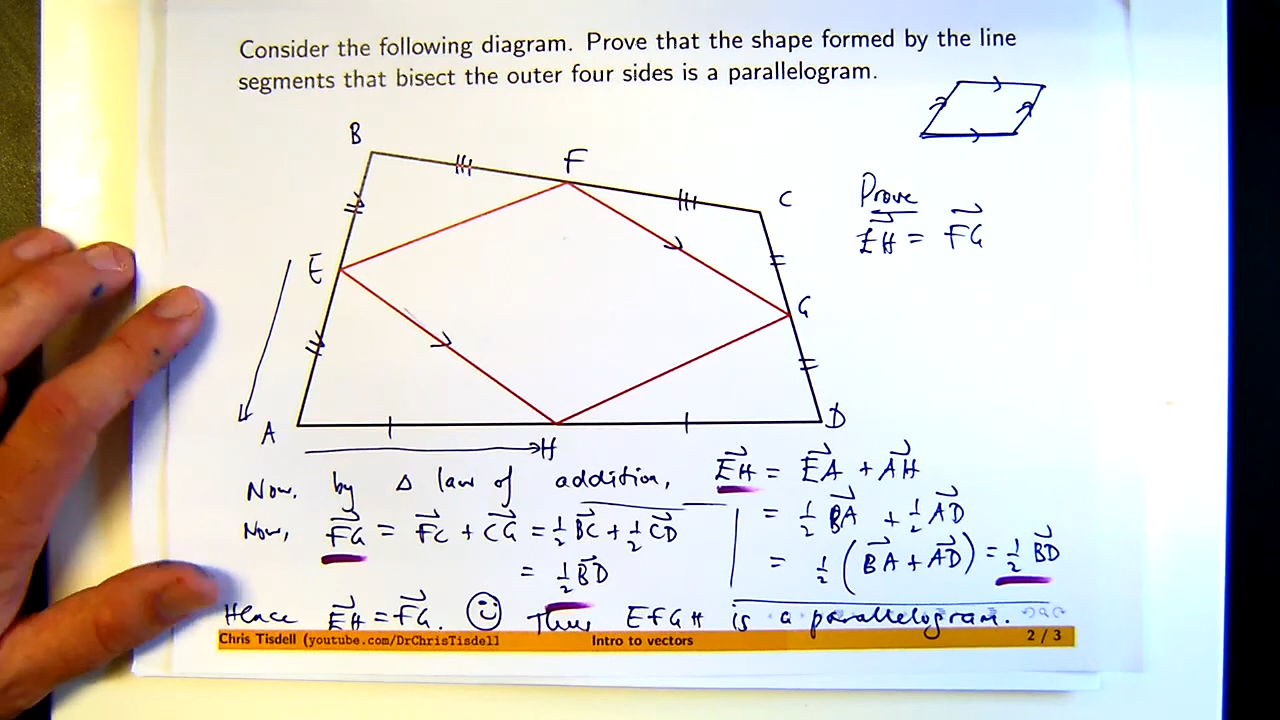 Consider the following diagram. Prove that the shape formed by the line
segments that bisect the outer four sides is a parallelogram.
B
F
C
Prove
EH⃗ = FG⃗
E
G
A
H
D
Now, by Δ law of addition, EH⃗ = EA⃗ + AH⃗
= ½ BA⃗ + ½ AD⃗
= ½ (BA⃗ + AD⃗) = ½ BD⃗
Now, FG⃗ = FC⃗ + CG⃗ = ½ BC⃗ + ½ CD⃗
= ½ BD⃗
Hence EH⃗ = FG⃗. ☺ Thus EFGH is a parallelogram.
Chris Tisdell (youtube.com/DrChrisTisdell Intro to vectors 2 / 3